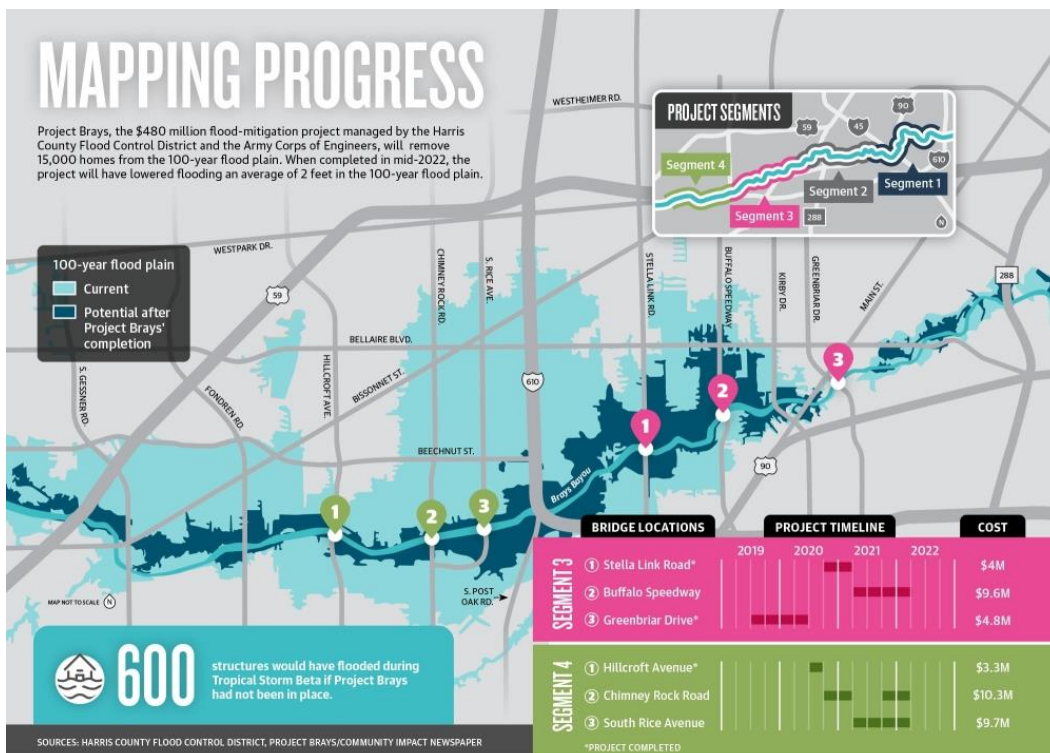 MAPPING PROGRESS
Project Brays, the $480 million flood-mitigation project managed by the Harris
County Flood Control District and the Army Corps of Engineers, will remove
15,000 homes from the 100-year flood plain. When completed in mid-2022, the
project will have lowered flooding an average of 2 feet in the 100-year flood plain.
WESTHEIMER RD.
PROJECT SEGMENTS
90
59
45
610
Segment 4
Segment 2
Segment 1
Segment 3
288
N
WESTPARK DR.
100-year flood plain
Current
Potential after
Project Brays'
completion
59
CHIMNEY ROCK RD.
S. RICE AVE.
STELLA LINK RD.
BUFFALO SPEEDWAY
KIRBY DR.
GREENBRIAR DR.
MAIN ST.
288
BELLAIRE BLVD.
S. GESSNER RD.
FONDREN RD.
HILLCROFT AVE.
BISSONNET ST.
610
3
2
1
BEECHNUT ST.
90
Brays Bayou
1
2
3
S. POST
OAK RD.
MAP NOT TO SCALE N
BRIDGE LOCATIONS PROJECT TIMELINE COST
2019 2020 2021 2022
SEGMENT 3
1 Stella Link Road* $4M
2 Buffalo Speedway $9.6M
3 Greenbriar Drive* $4.8M
SEGMENT 4
1 Hillcroft Avenue* $3.3M
2 Chimney Rock Road $10.3M
3 South Rice Avenue $9.7M
*PROJECT COMPLETED
600
structures would have flooded during
Tropical Storm Beta if Project Brays
had not been in place.
SOURCES: HARRIS COUNTY FLOOD CONTROL DISTRICT, PROJECT BRAYS/COMMUNITY IMPACT NEWSPAPER